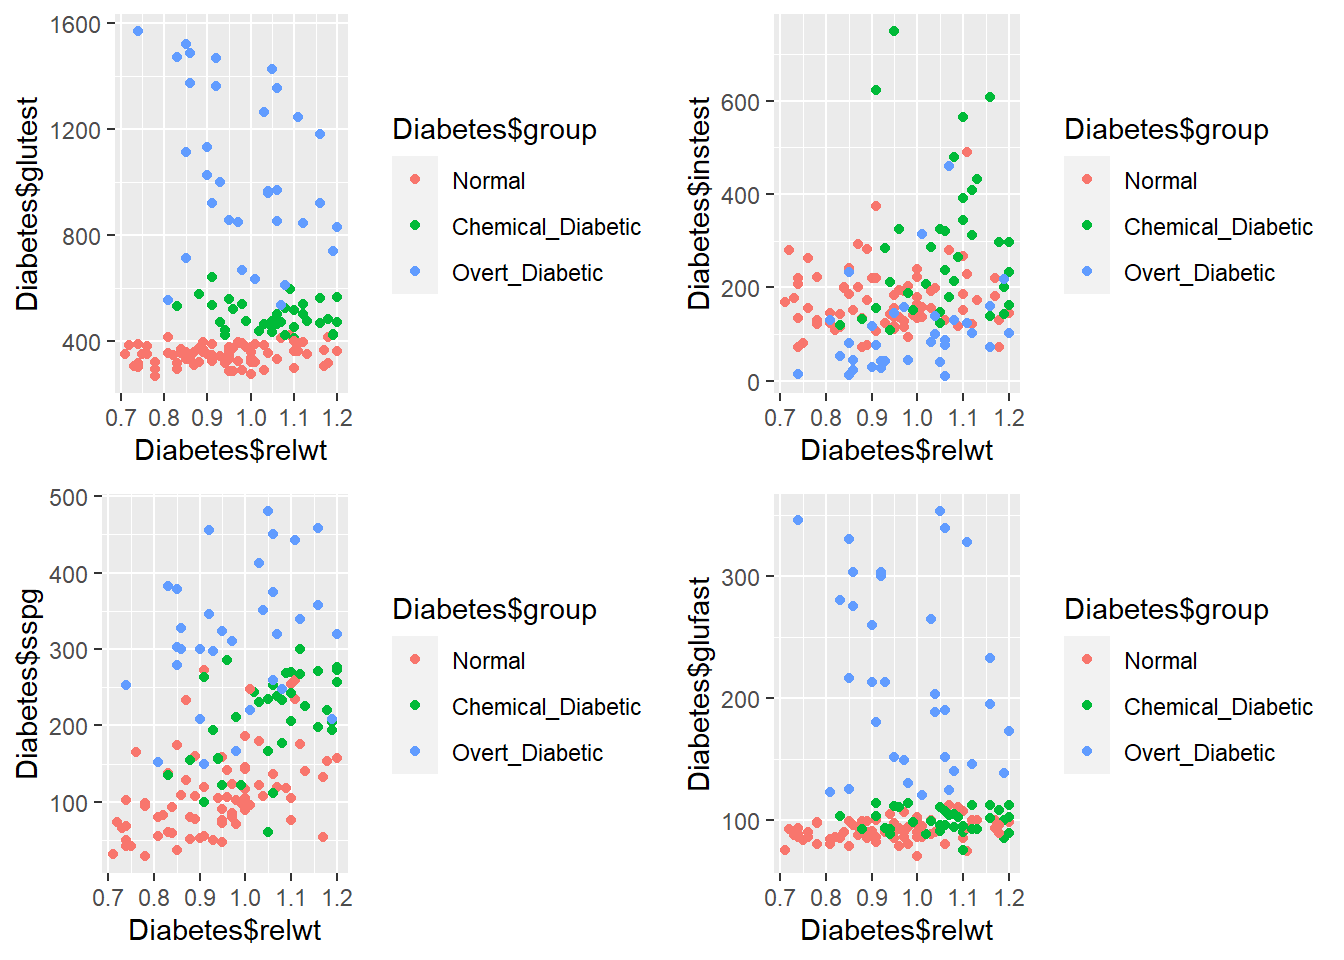 1600
1200
800
400
Diabetes$glutest
0.7 0.8 0.9 1.0 1.1 1.2
Diabetes$relwt
Diabetes$group
Normal
Chemical_Diabetic
Overt_Diabetic
600
400
200
0
Diabetes$instest
0.7 0.8 0.9 1.0 1.1 1.2
Diabetes$relwt
Diabetes$group
Normal
Chemical_Diabetic
Overt_Diabetic
500
400
300
200
100
Diabetes$sspg
0.7 0.8 0.9 1.0 1.1 1.2
Diabetes$relwt
Diabetes$group
Normal
Chemical_Diabetic
Overt_Diabetic
300
200
100
Diabetes$glufast
0.7 0.8 0.9 1.0 1.1 1.2
Diabetes$relwt
Diabetes$group
Normal
Chemical_Diabetic
Overt_Diabetic